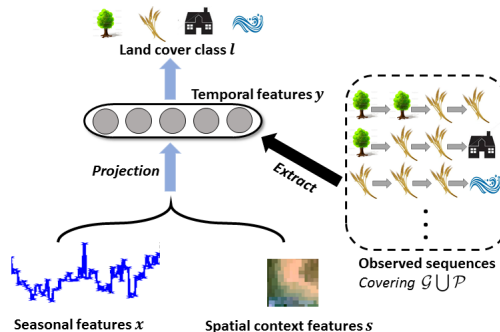 Land cover class l
Temporal features y
Projection
Extract
Observed sequences
Covering 𝒢 ⋃ 𝒫
Seasonal features x
Spatial context features s